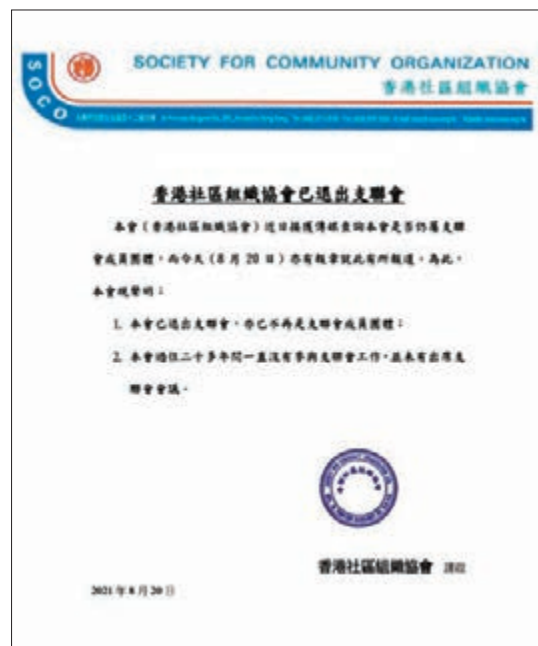 SOCIETY FOR COMMUNITY ORGANIZATION
香港社區組織協會
SOCO
香港社區組織協會已退出支聯會
本會（香港社區組織協會）近日接獲傳媒查詢本會是否仍屬支聯
會成員團體，而今天（8月20日）亦有報章就此有所報道。為此，
本會現聲明：
1. 本會已退出支聯會，亦已不再是支聯會成員團體；
2. 本會過往二十多年間一直沒有參與支聯會工作，並未有出席支
聯會會議。
香港社區組織協會 謹啟
2021年8月20日